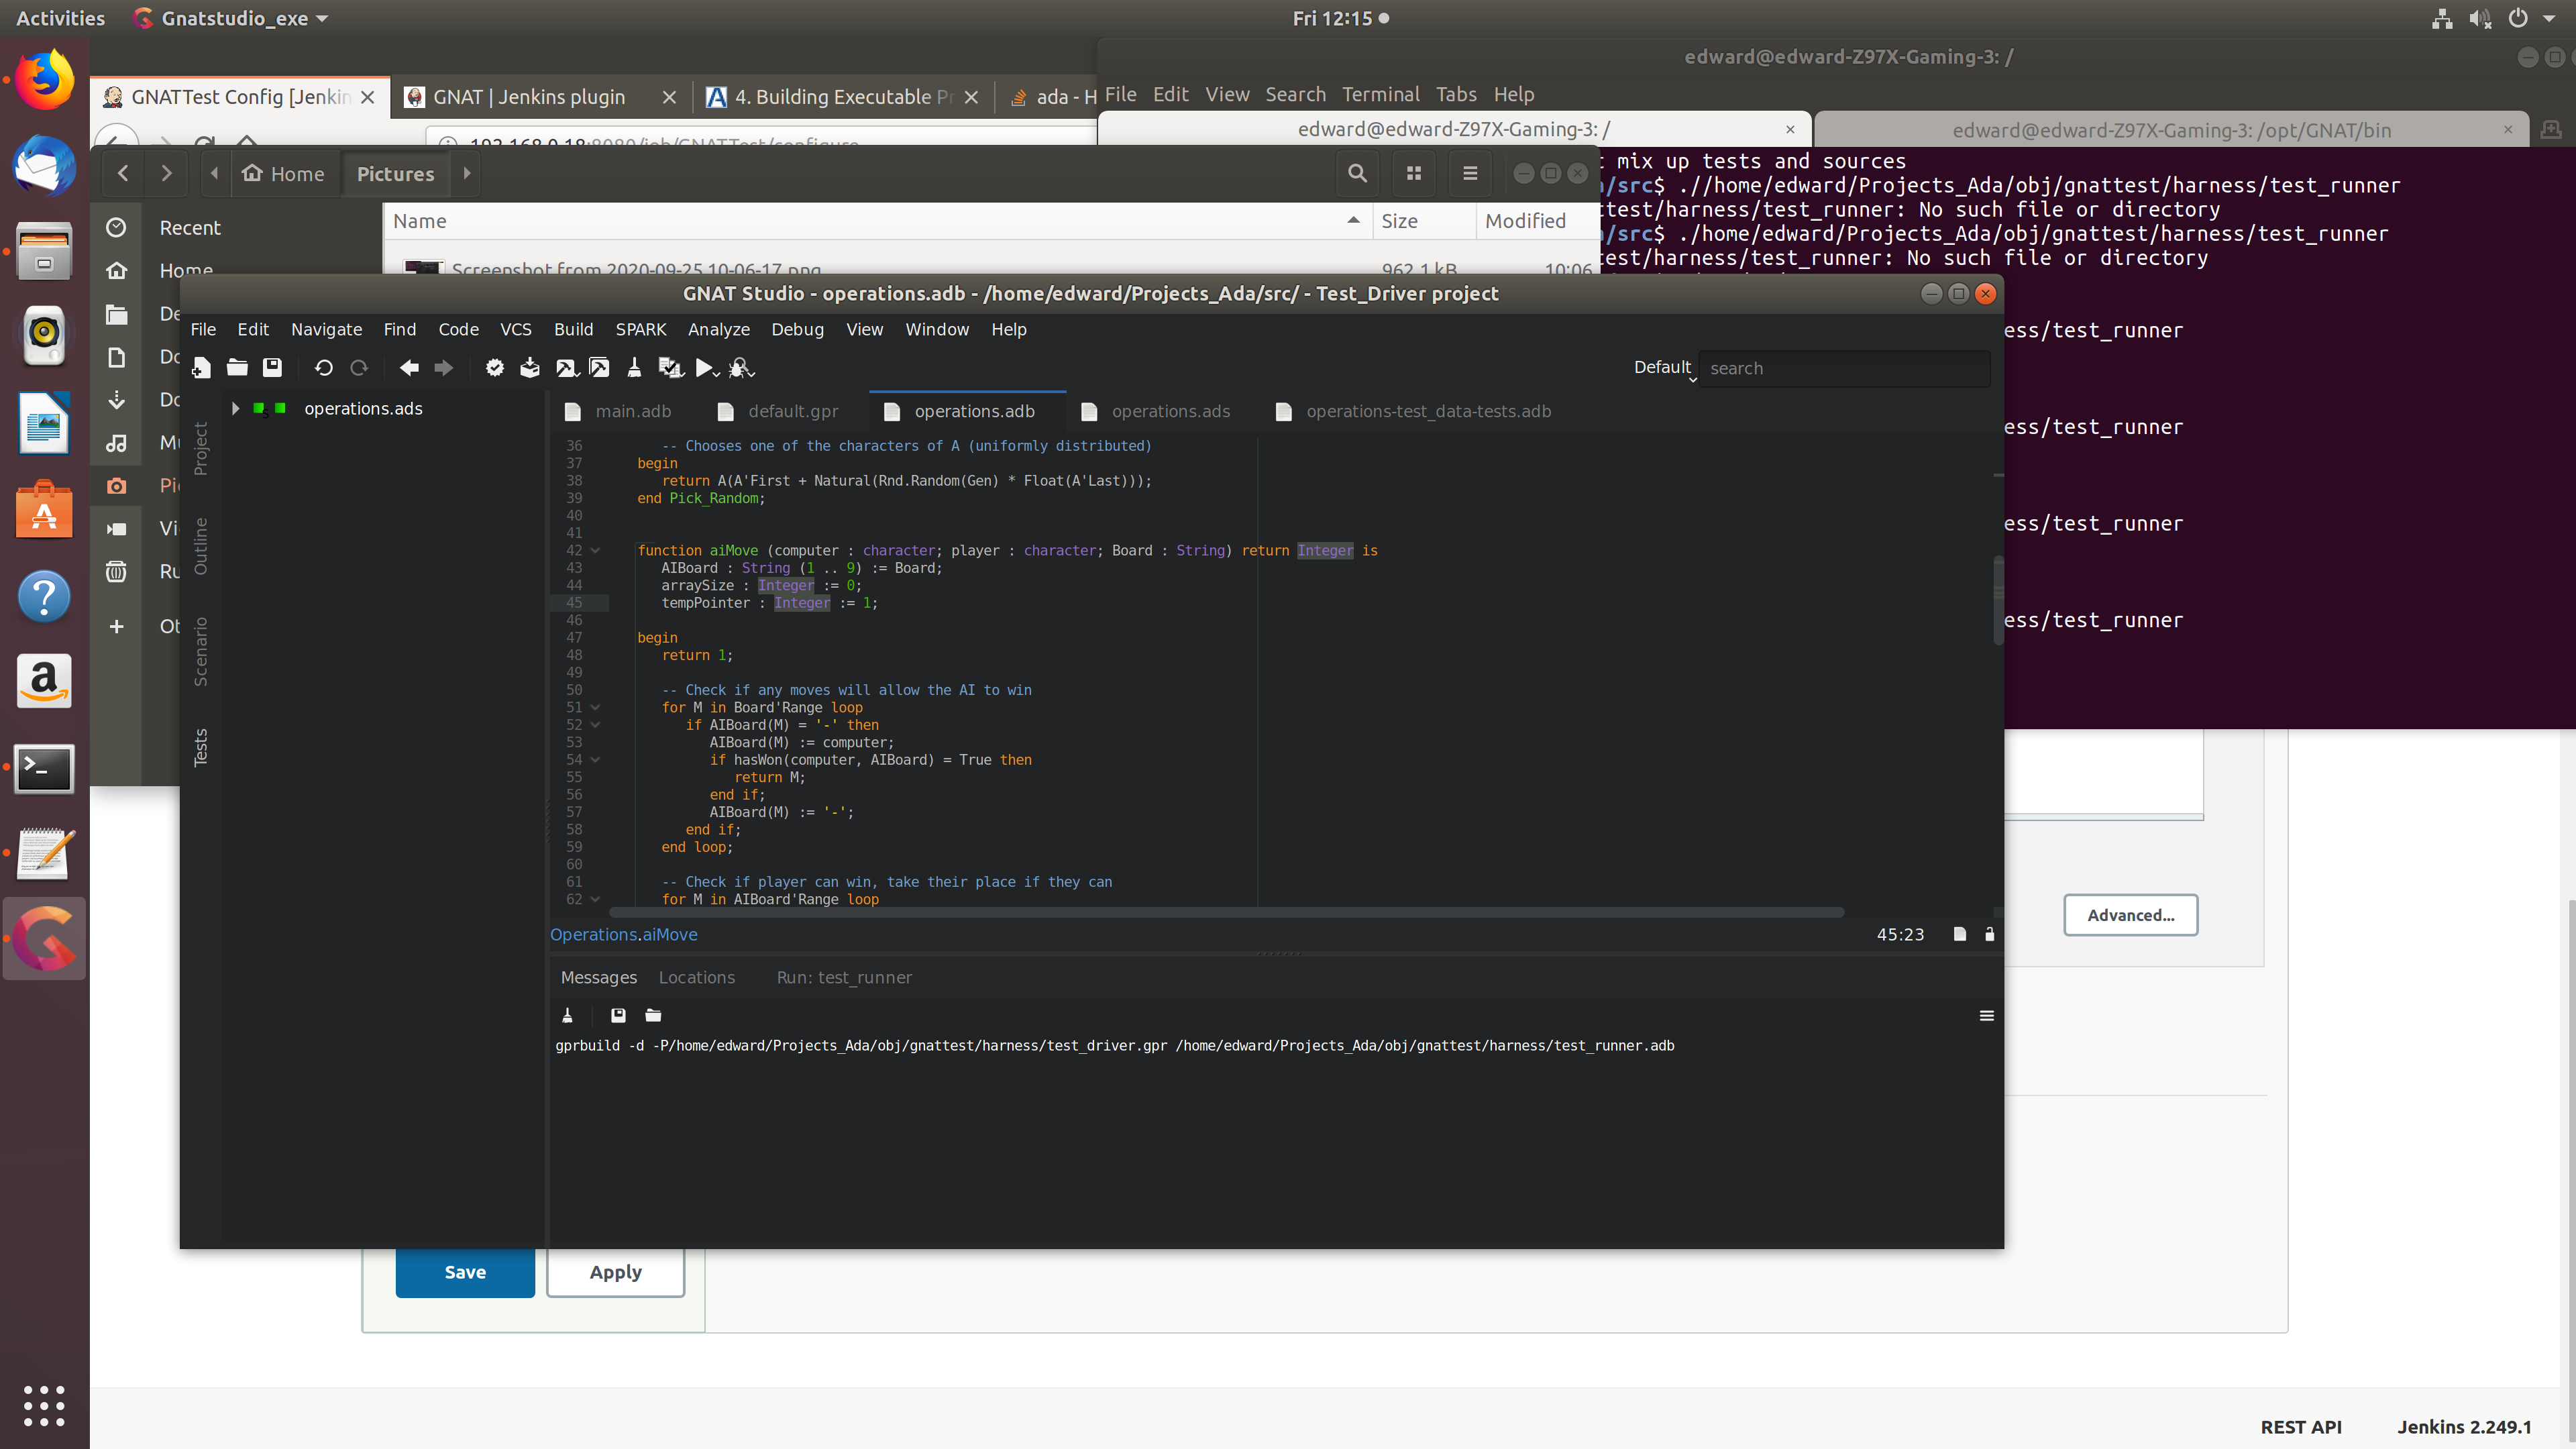 Activities
Gnatstudio_exe
Fri 12:15
edward@edward-Z97X-Gaming-3: /
GNATTest Config [Jenkin
GNAT | Jenkins plugin
4. Building Executable Pr
ada - H
File Edit View Search Terminal Tabs Help
edward@edward-Z97X-Gaming-3: /
edward@edward-Z97X-Gaming-3: /opt/GNAT/bin
192.168.0.18:8080/job/GNATTest/configure
t mix up tests and sources
/src$ .//home/edward/Projects_Ada/obj/gnattest/harness/test_runner
ttest/harness/test_runner: No such file or directory
/src$ ./home/edward/Projects_Ada/obj/gnattest/harness/test_runner
test/harness/test_runner: No such file or directory
ess/test_runner
ess/test_runner
ess/test_runner
ess/test_runner
Home Pictures
Name Size Modified
Screenshot from 2020-09-25 10-06-17.png 962.1 kB 10:06
Recent
Home
De
Do
Do
Mu
Pic
Vi
Ru
Ot
GNAT Studio - operations.adb - /home/edward/Projects_Ada/src/ - Test_Driver project
File Edit Navigate Find Code VCS Build SPARK Analyze Debug View Window Help
Default
search
Project
Outline
Scenario
Tests
operations.ads
main.adb default.gpr operations.adb operations.ads operations-test_data-tests.adb
36 -- Chooses one of the characters of A (uniformly distributed)
37 begin
38 return A(A'First + Natural(Rnd.Random(Gen) * Float(A'Last)));
39 end Pick_Random;
40
41
42 function aiMove (computer : character; player : character; Board : String) return Integer is
43 AIBoard : String (1 .. 9) := Board;
44 arraySize : Integer := 0;
45 tempPointer : Integer := 1;
46
47 begin
48 return 1;
49
50 -- Check if any moves will allow the AI to win
51 for M in Board'Range loop
52 if AIBoard(M) = '-' then
53 AIBoard(M) := computer;
54 if hasWon(computer, AIBoard) = True then
55 return M;
56 end if;
57 AIBoard(M) := '-';
58 end if;
59 end loop;
60
61 -- Check if player can win, take their place if they can
62 for M in AIBoard'Range loop
Operations.aiMove
45:23
Messages Locations Run: test_runner
gprbuild -d -P/home/edward/Projects_Ada/obj/gnattest/harness/test_driver.gpr /home/edward/Projects_Ada/obj/gnattest/harness/test_runner.adb
Advanced...
Save
Apply
REST API
Jenkins 2.249.1